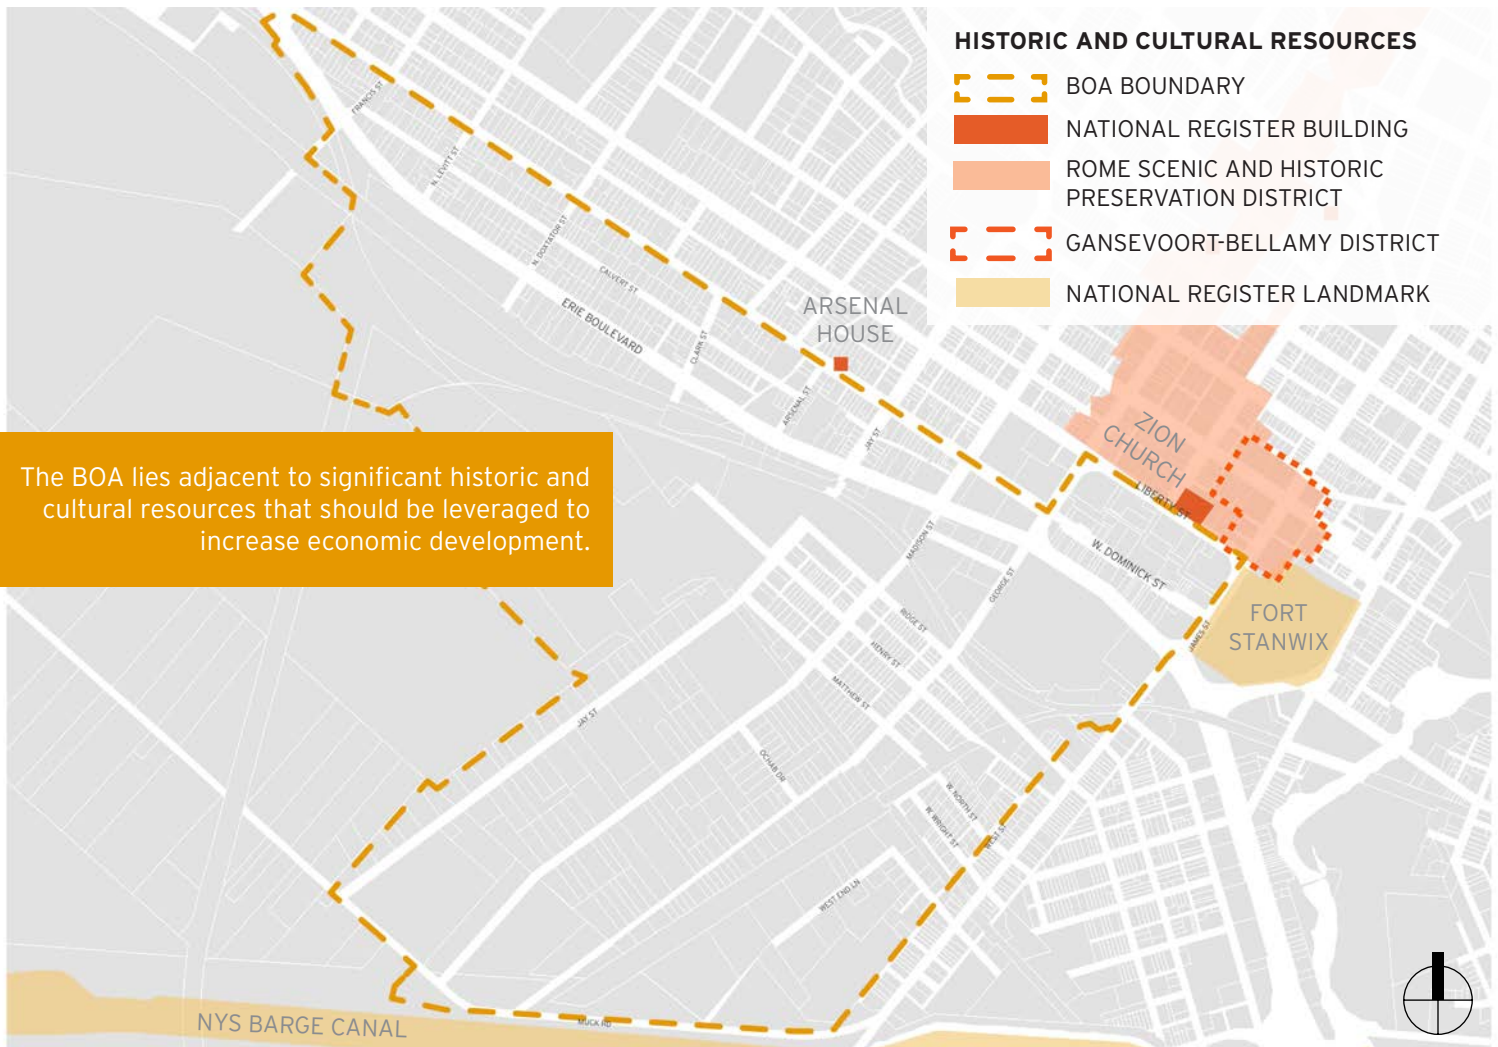 HISTORIC AND CULTURAL RESOURCES
BOA BOUNDARY
NATIONAL REGISTER BUILDING
ROME SCENIC AND HISTORIC
PRESERVATION DISTRICT
GANSEVOORT-BELLAMY DISTRICT
NATIONAL REGISTER LANDMARK
FRANCIS ST
N. LEVITT ST
N. DOXTATOR ST
CALVERT ST
ERIE BOULEVARD
CLARK ST
ARSENAL
HOUSE
ARSENAL ST
JAY ST
ZION
CHURCH
LIBERTY ST
The BOA lies adjacent to significant historic and
cultural resources that should be leveraged to
increase economic development.
MADISON ST
GEORGE ST
W. DOMINICK ST
JAMES ST
FORT
STANWIX
RIDGE ST
HENRY ST
MATTHEW ST
JAY ST
OCHAB DR
W. NORTH ST
W. WRIGHT ST
WEST ST
WEST END LN
NYS BARGE CANAL
MUCK RD